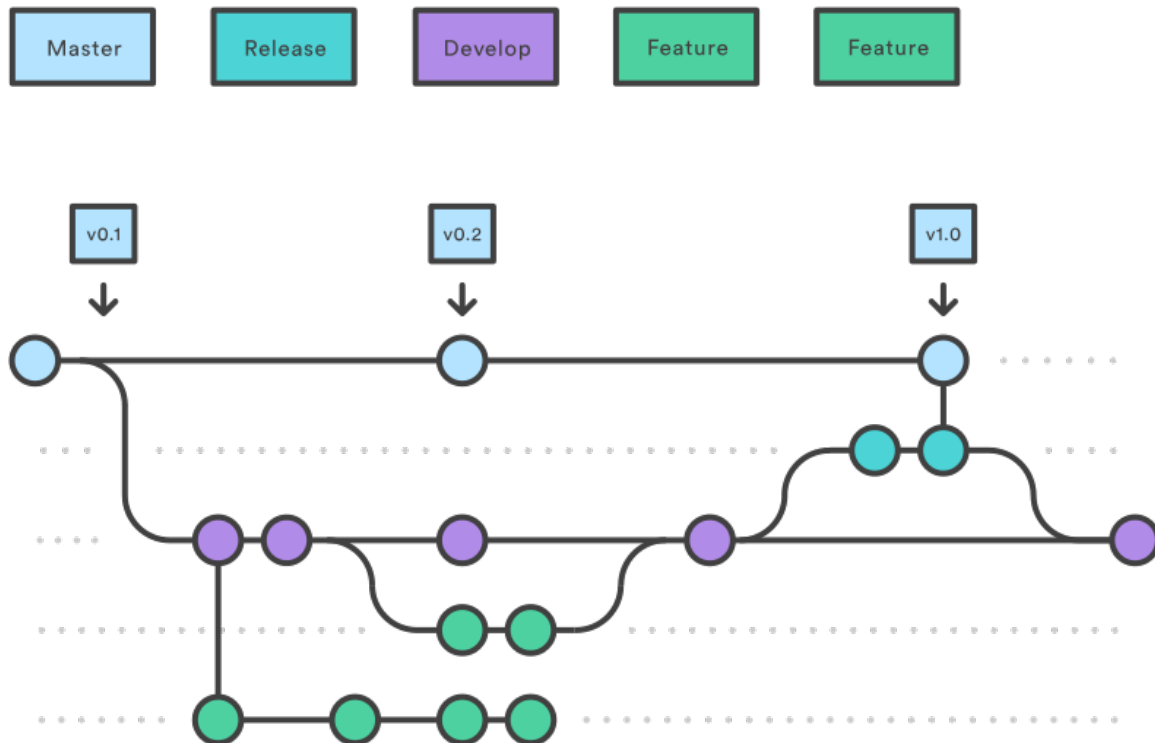 Master
Release
Develop
Feature
Feature
v0.1
v0.2
v1.0